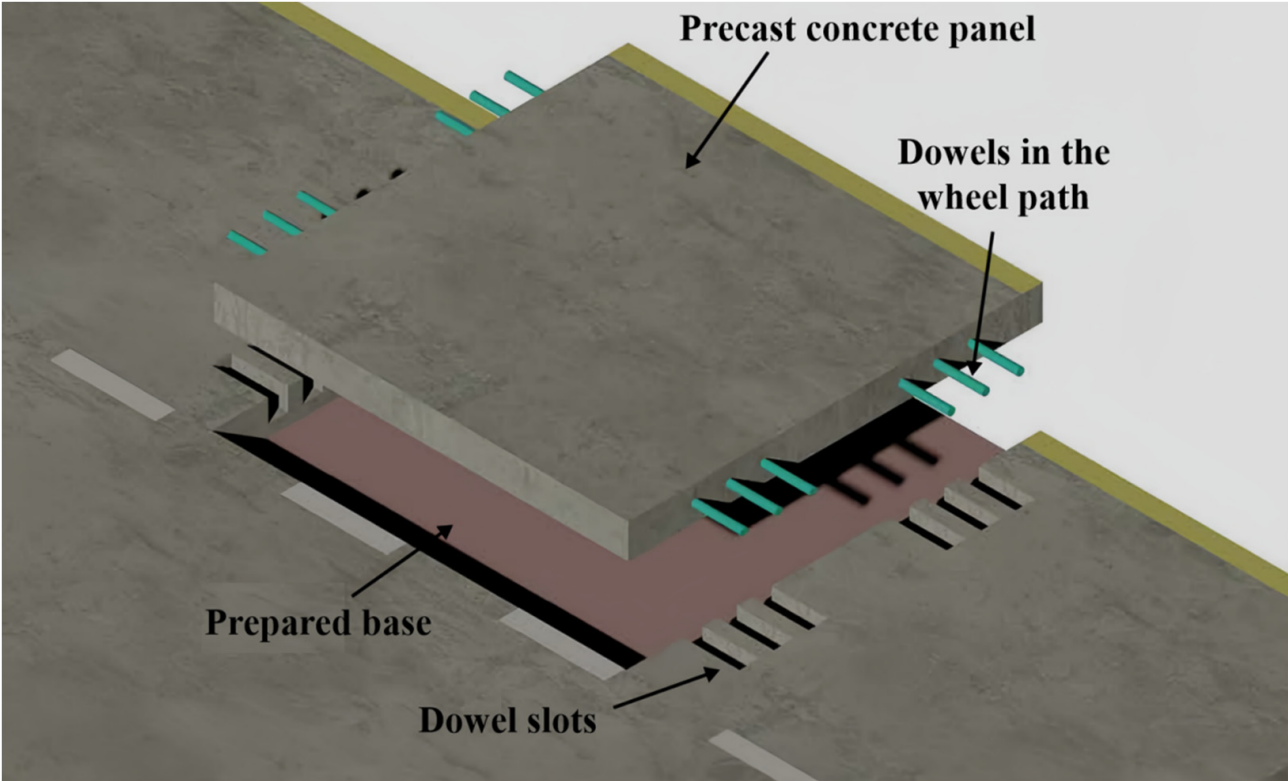 Precast concrete panel
Dowels in the
wheel path
Prepared base
Dowel slots